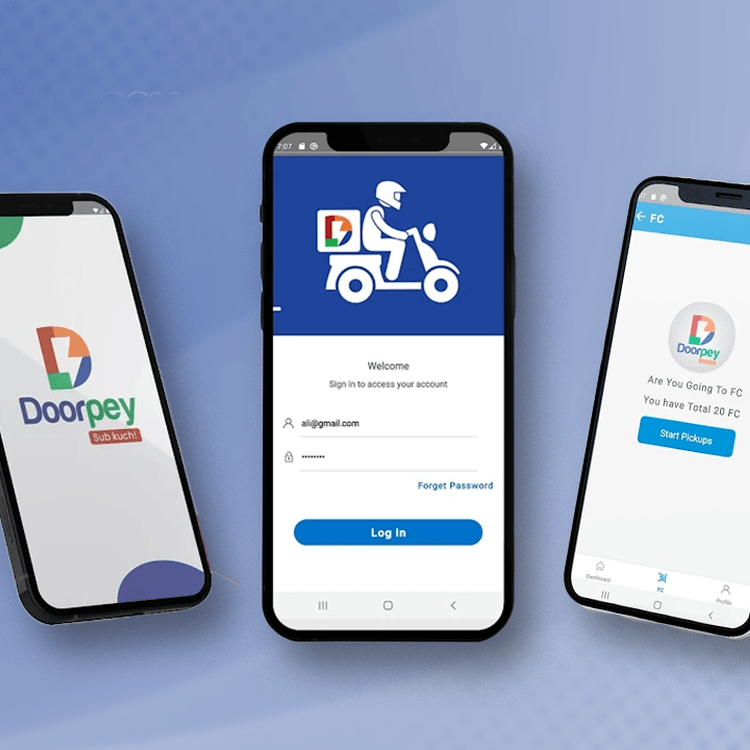 Doorpey
Sub kuch!
7:07
Welcome
Sign in to access your account
ali@gmail.com
••••••••
Forget Password
Log In
FC
Doorpey
Are You Going To FC
You have Total 20 FC
Start Pickups
Dashboard
FC
Profile